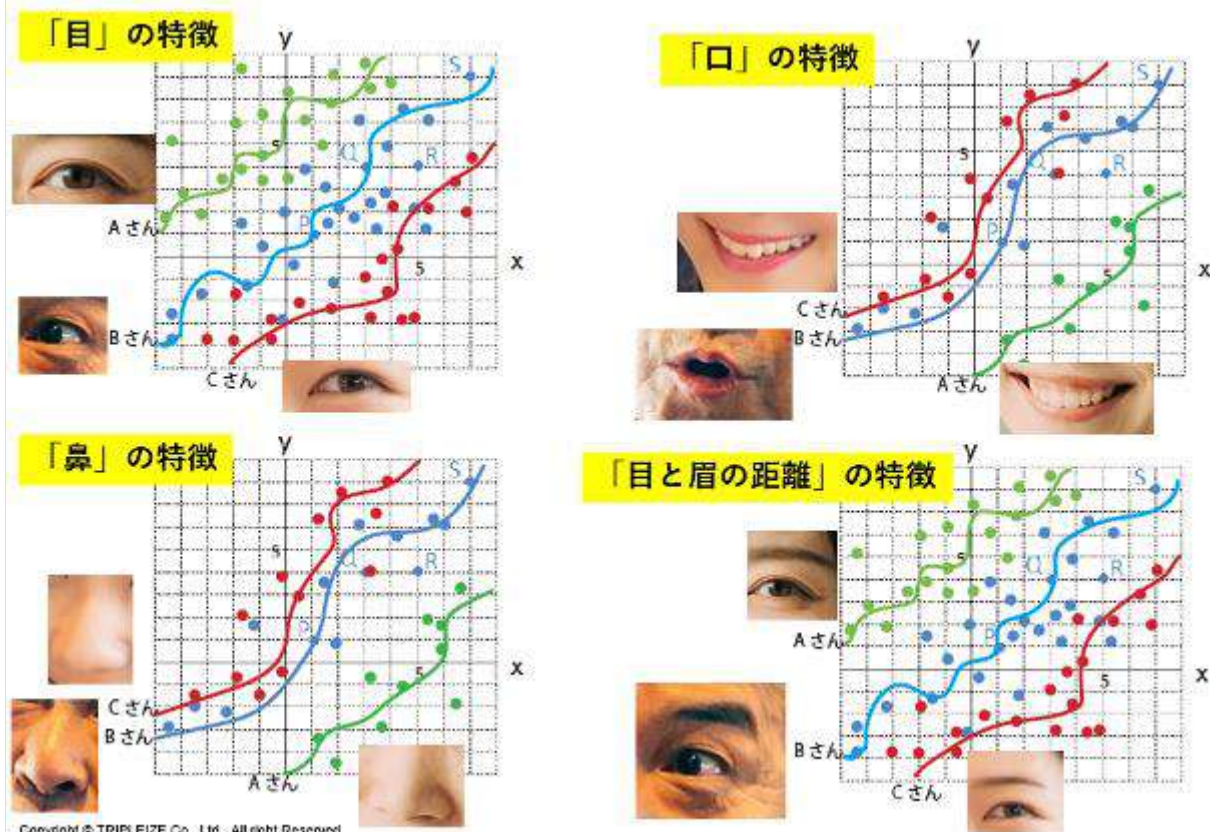 「目」の特徴
y
S
5
Q
R
P
Aさん
5
x
Bさん
Cさん
「口」の特徴
y
S
5
Q
R
P
5
x
Cさん
Bさん
Aさん
「鼻」の特徴
y
S
5
Q
R
P
5
x
Cさん
Bさん
Aさん
「目と眉の距離」の特徴
y
S
5
Q
R
P
Aさん
5
x
Bさん
Cさん
Copyright © TRIPLEIZE Co., Ltd. All right Reserved